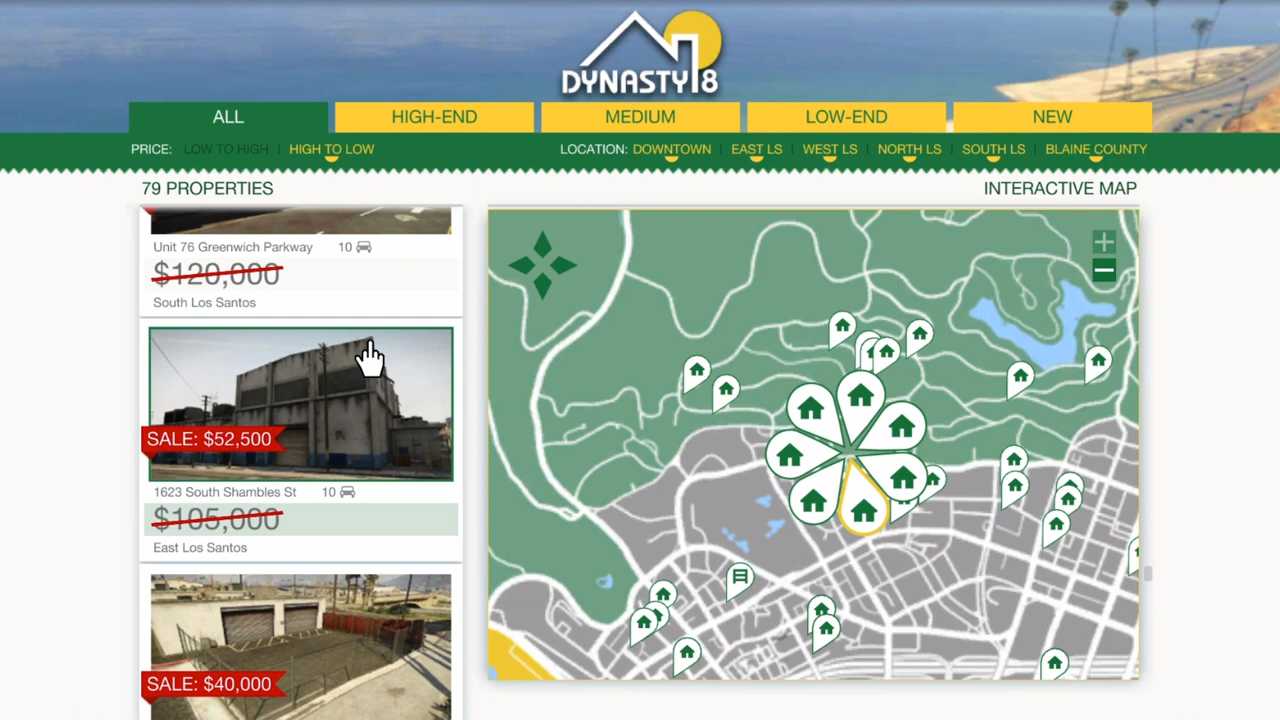 DYNASTY 8
ALL
HIGH-END
MEDIUM
LOW-END
NEW
PRICE: LOW TO HIGH | HIGH TO LOW
LOCATION: DOWNTOWN | EAST LS | WEST LS | NORTH LS | SOUTH LS | BLAINE COUNTY
79 PROPERTIES
INTERACTIVE MAP
Unit 76 Greenwich Parkway 10
$120,000
South Los Santos
SALE: $52,500
1623 South Shambles St 10
$105,000
East Los Santos
SALE: $40,000